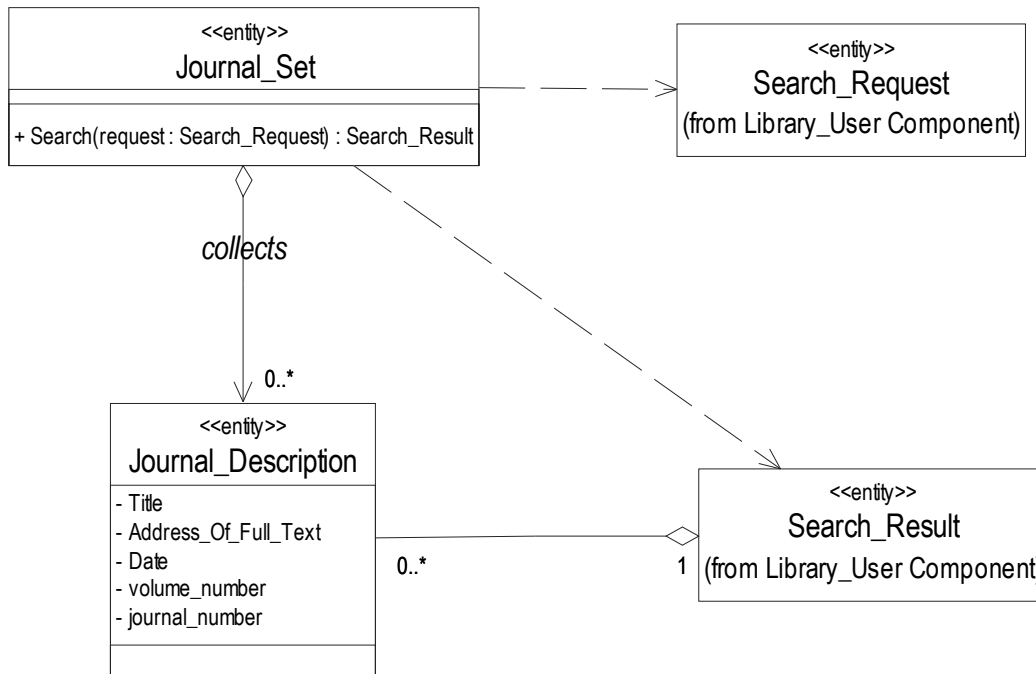 <<entity>>
Journal_Set
+ Search(request : Search_Request) : Search_Result
<<entity>>
Search_Request
(from Library_User Component)
collects
0..*
<<entity>>
Journal_Description
- Title
- Address_Of_Full_Text
- Date
- volume_number
- journal_number
0..*
1
<<entity>>
Search_Result
(from Library_User Component)